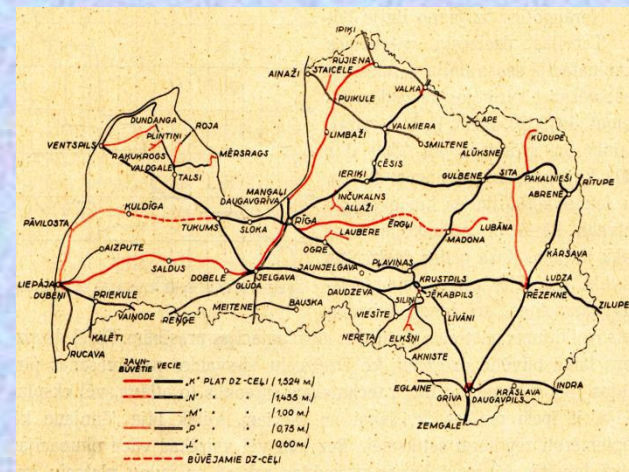 IPIĶI
RŪJIENA
AINAŽI
STAICELE
VALKA
PUIKULE
APE
DUNDANGA
ROJA
PLINTIŅI
VALMIERA
SMILTENE
ALŪKSNE
KŪDUPE
VENTSPILS
RAKUKROGS
MĒRSRAGS
LIMBAŽI
VALDGALE
TALSI
CĒSIS
IERIĶI
GULBENE
SITA
PAKALNIEŠI
RĪTUPE
ABRENE
MANGAĻI
DAUGAVGRĪVA
INČUKALNS
ALLAŽI
KULDĪGA
PĀVILOSTA
TUKUMS
SLOKA
RĪGA
ĒRGĻI
LUBĀNA
LAUBERE
OGRE
MADONA
AIZPUTE
KĀRSAVA
SALDUS
DOBELE
JELGAVA
JAUNJELGAVA
PĻAVIŅAS
LIEPĀJA
DUBEŅI
GLŪDA
KRUSTPILS
LUDZA
DAUDZEVA
JĒKABPILS
RĒZEKNE
ZILUPE
PRIEKULE
MEITENE
BAUSKA
SILIŅI
VIESĪTE
LĪVĀNI
VAIŅODE
REŅĢE
NERETA
ELKŠŅI
KALĒTI
AKNISTE
RUCAVA
EGLAINE
KRĀSLAVA
INDRA
GRĪVA
DAUGAVPILS
ZEMGALE
JAUN-
BŪVĒTIE VECIE
„K" PLAT DZ-CEĻI (1,524 M.)
„N" " " (1,435 M.)
„M" " " (1,00 M.)
„P" " " (0,75 M.)
„L" " " (0,60 M.)
BŪVĒJAMIE DZ-CEĻI